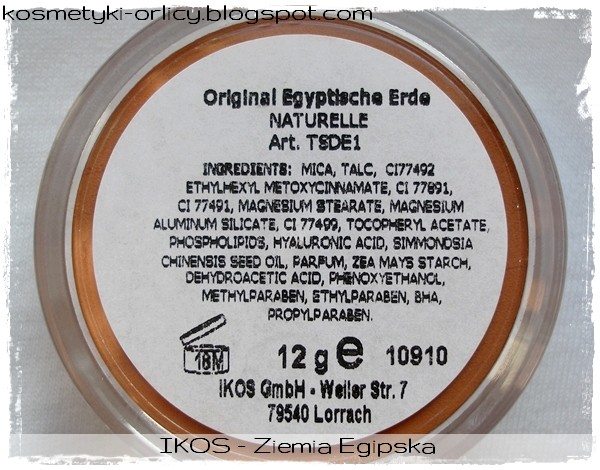 kosmetyki-orlicy.blogspot.com
Original Egyptische Erde
NATURELLE
Art. TSDE1
INGREDIENTS: MICA, TALC, CI77492
ETHYLHEXYL METOXYCINNAMATE, CI 77891,
CI 77491, MAGNESIUM STEARATE, MAGNESIUM
ALUMINUM SILICATE, CI 77499, TOCOPHERYL ACETATE,
PHOSPHOLIPIDS, HYALURONIC ACID, SIMMONDSIA
CHINENSIS SEED OIL, PARFUM, ZEA MAYS STARCH,
DEHYDROACETIC ACID, PHENOXYETHANOL,
METHYLPARABEN, ETHYLPARABEN, BHA,
PROPYLPARABEN.
18M 12 g e 10910
IKOS GmbH - Weiler Str. 7
79540 Lorrach
IKOS - Ziemia Egipska